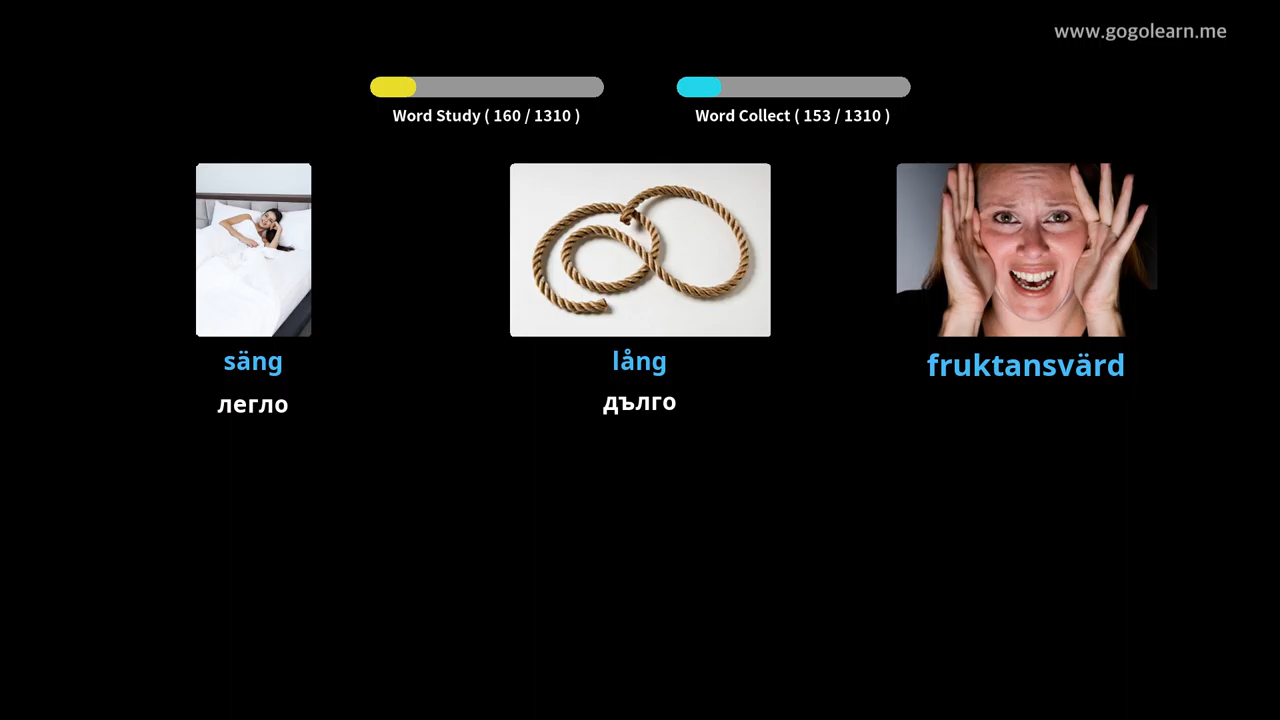 www.gogolearn.me
Word Study ( 160 / 1310 )
Word Collect ( 153 / 1310 )
säng
lång
fruktansvärd
легло
дълго